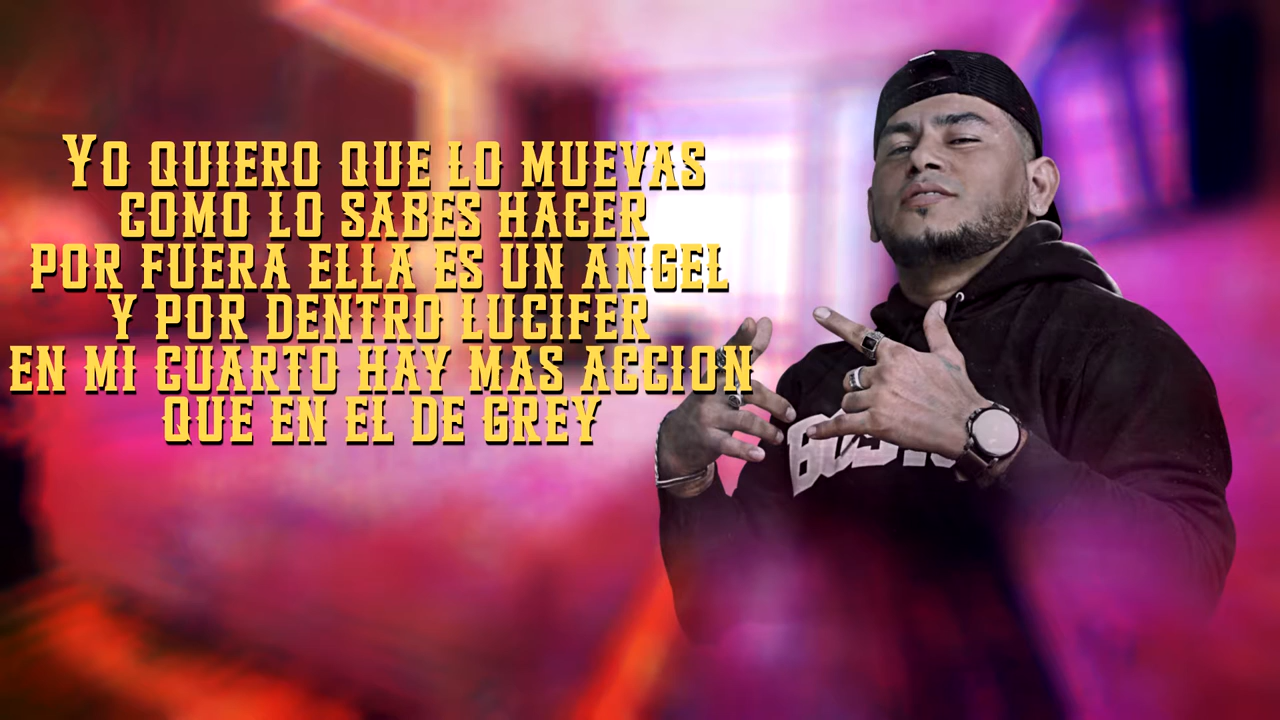 Yo quiero que lo muevas
como lo sabes hacer
por fuera ella es un angel
y por dentro lucifer
en mi cuarto hay mas accion
que en el de grey